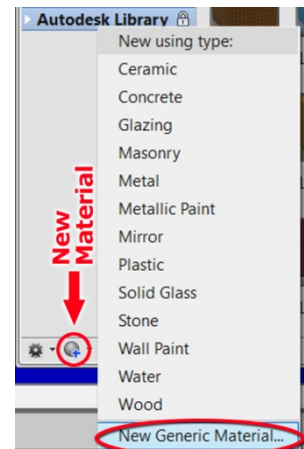 Autodesk Library
New using type:
Ceramic
Concrete
Glazing
Masonry
Metal
Metallic Paint
Mirror
Plastic
Solid Glass
Stone
Wall Paint
Water
Wood
New Generic Material...
New
Material